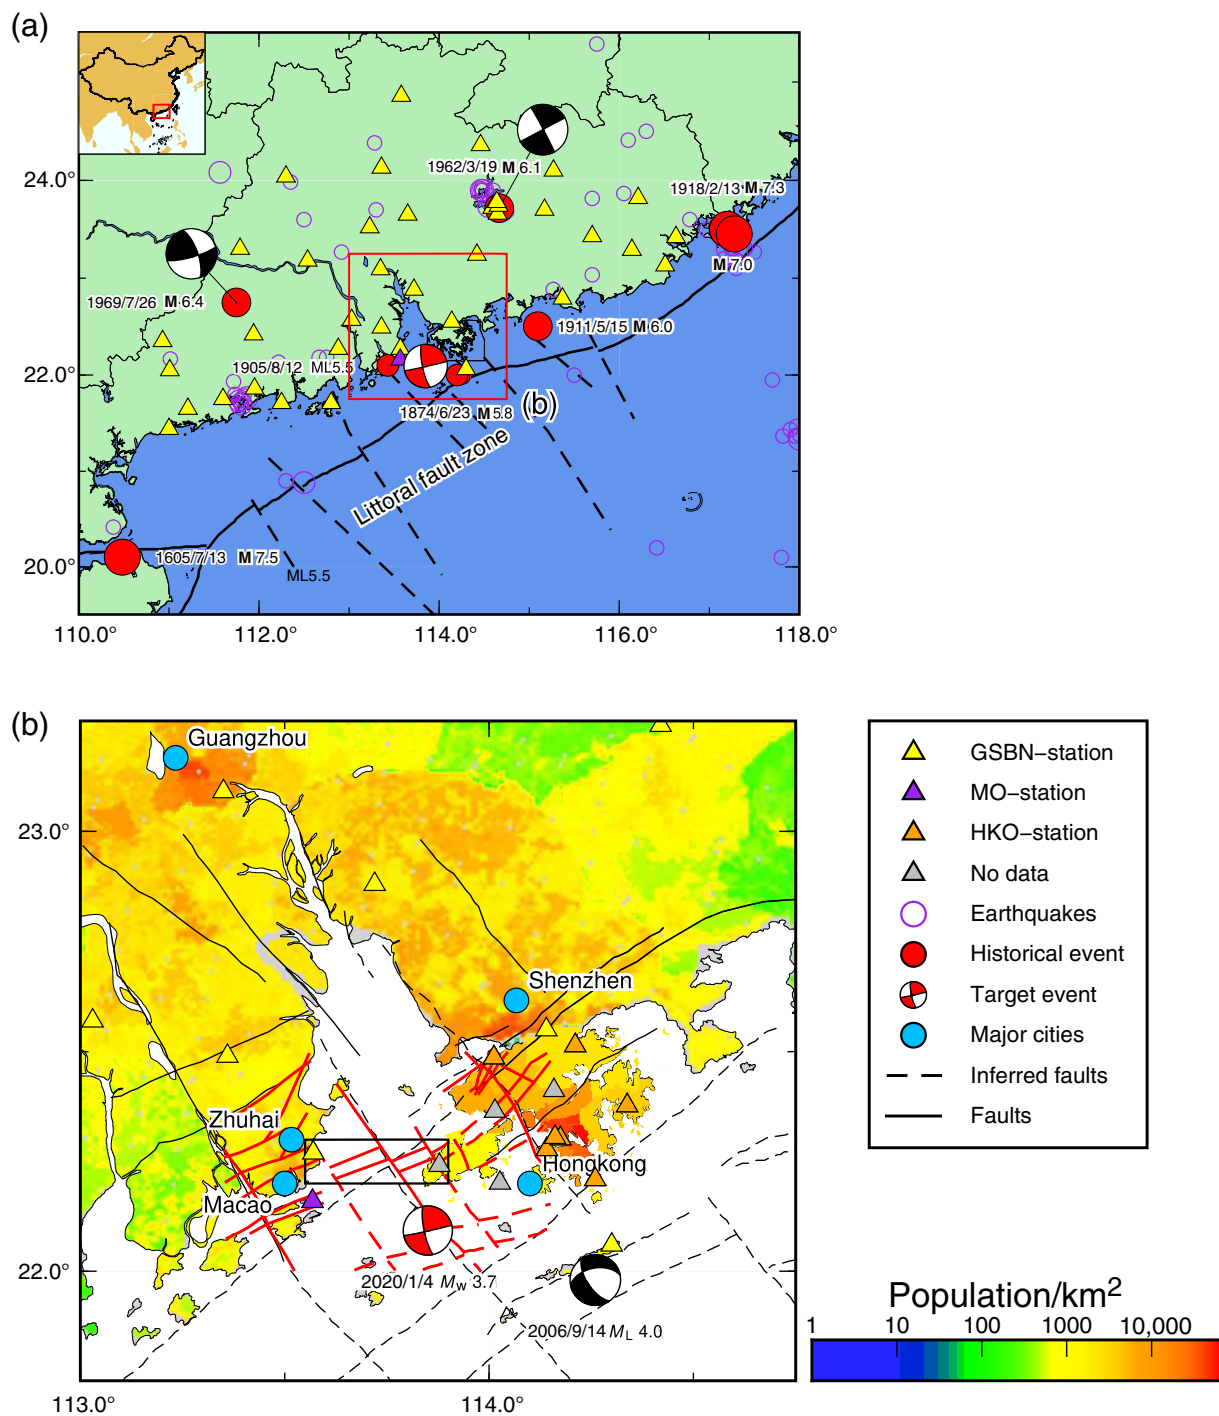 (a)
24.0°
22.0°
20.0°
110.0°
112.0°
114.0°
116.0°
118.0°
1962/3/19 M 6.1
1918/2/13 M 7.3
M 7.0
1969/7/26 M 6.4
1911/5/15 M 6.0
1905/8/12 ML5.5
1874/6/23 M 5.8
(b)
Littoral fault zone
1605/7/13 M 7.5
ML5.5
(b)
23.0°
22.0°
113.0°
114.0°
Guangzhou
Shenzhen
Zhuhai
Hongkong
Macao
2020/1/4 Mw 3.7
2006/9/14 ML 4.0
GSBN−station
MO−station
HKO−station
No data
Earthquakes
Historical event
Target event
Major cities
Inferred faults
Faults
Population/km2
1
10
100
1000
10,000